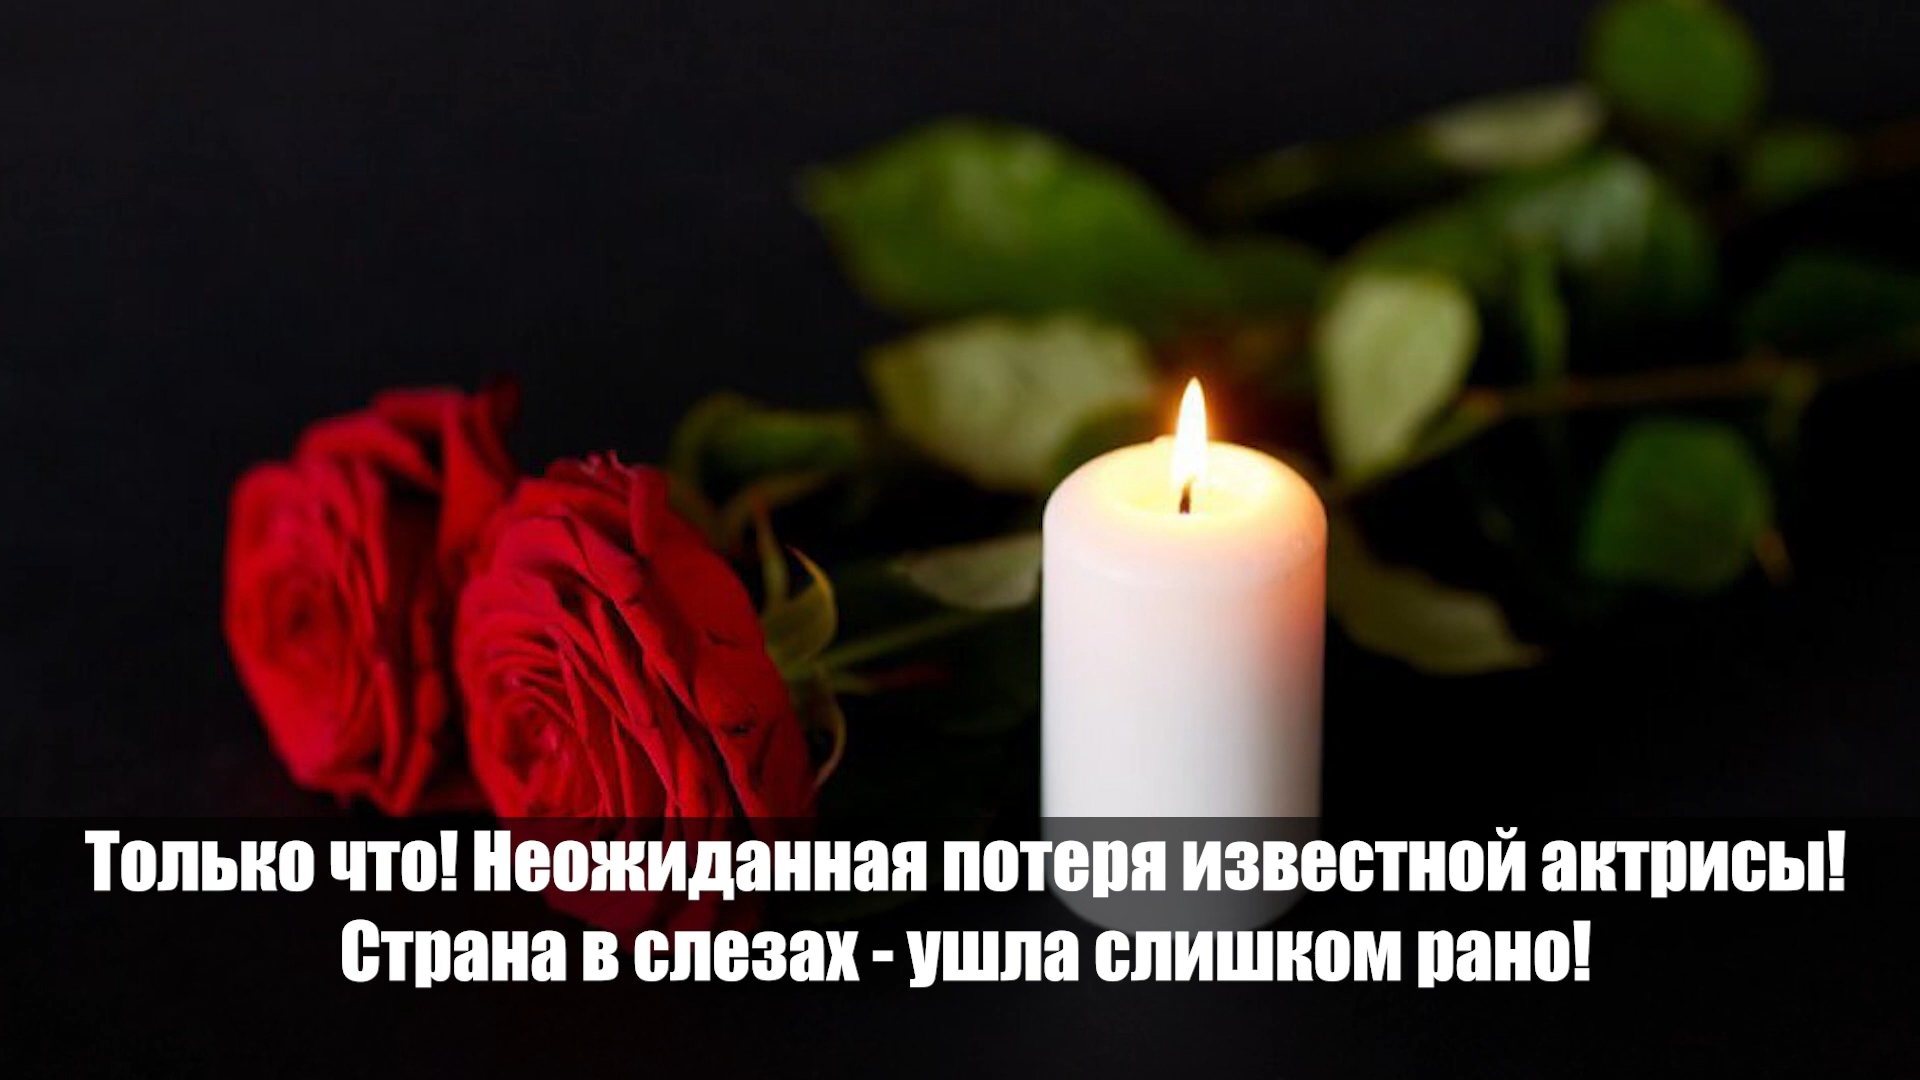 Только что! Неожиданная потеря известной актрисы!
Страна в слезах - ушла слишком рано!